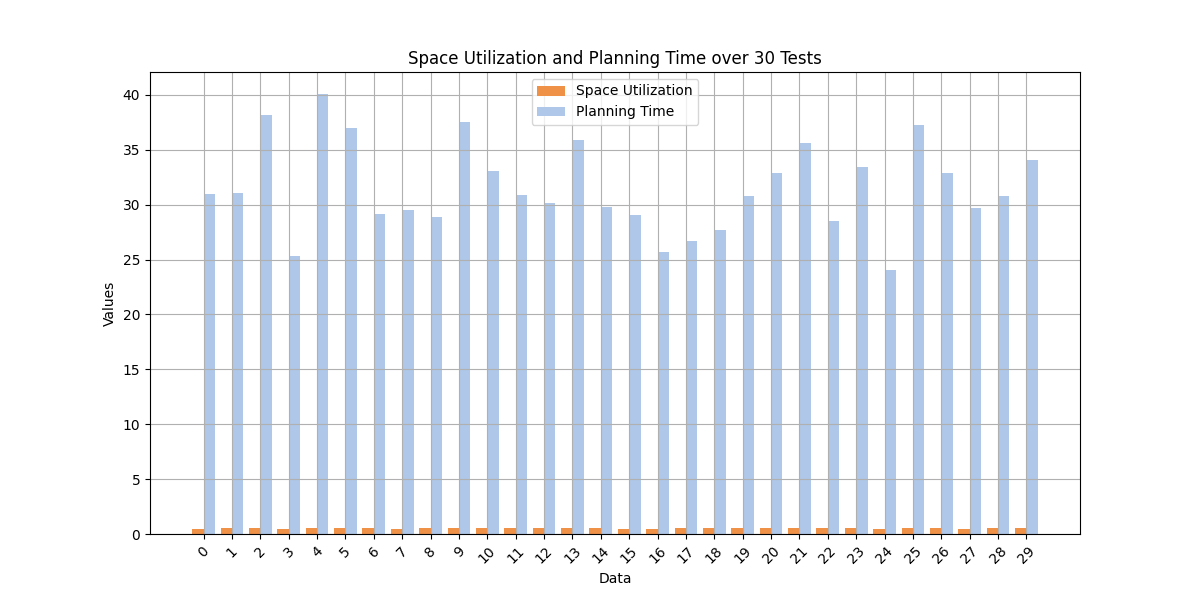 Space Utilization and Planning Time over 30 Tests
Space Utilization
Planning Time
40
35
30
25
20
15
10
5
0
Values
0 1 2 3 4 5 6 7 8 9 10 11 12 13 14 15 16 17 18 19 20 21 22 23 24 25 26 27 28 29
Data